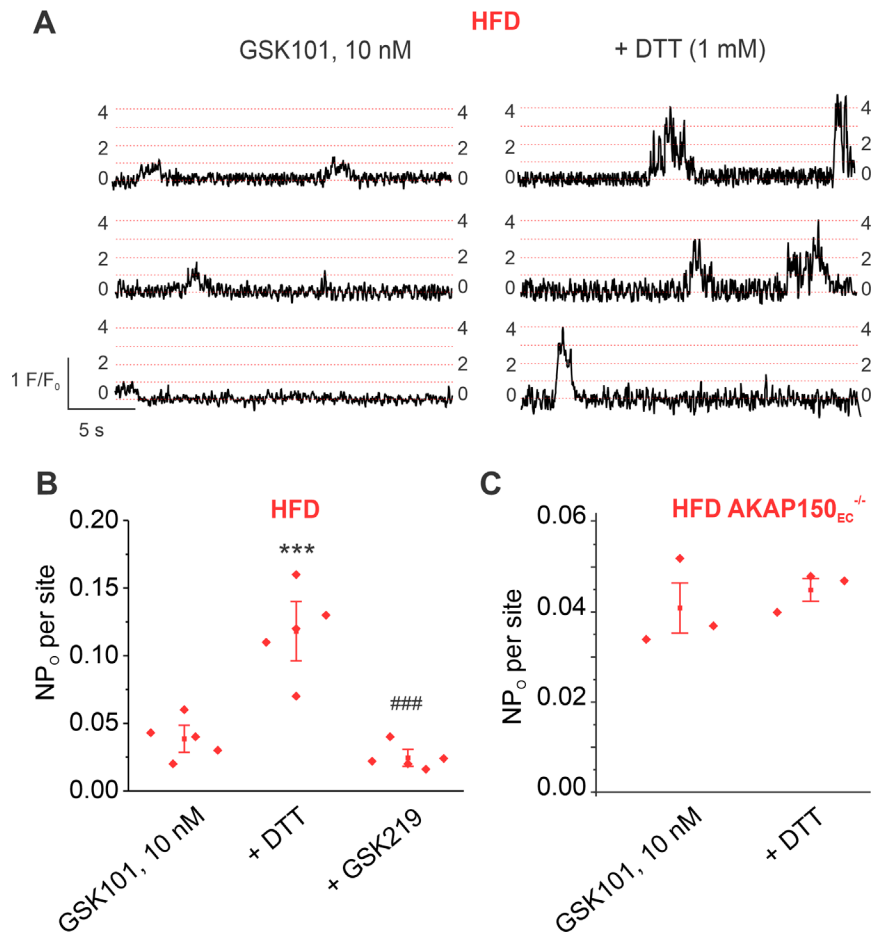 A
HFD
GSK101, 10 nM
+ DTT (1 mM)
4 4 4 4
2 2 2 2
0 0 0 0
4 4 4 4
2 2 2 2
0 0 0 0
4 4 4 4
2 2 2 2
0 0 0 0
1 F/F₀
5 s
B
HFD
NPₒ per site
0.20
0.15
0.10
0.05
0.00
***
###
GSK101, 10 nM
+ DTT
+ GSK219
C
HFD AKAP150EC-/-
NPₒ per site
0.06
0.04
0.02
0.00
GSK101, 10 nM
+ DTT